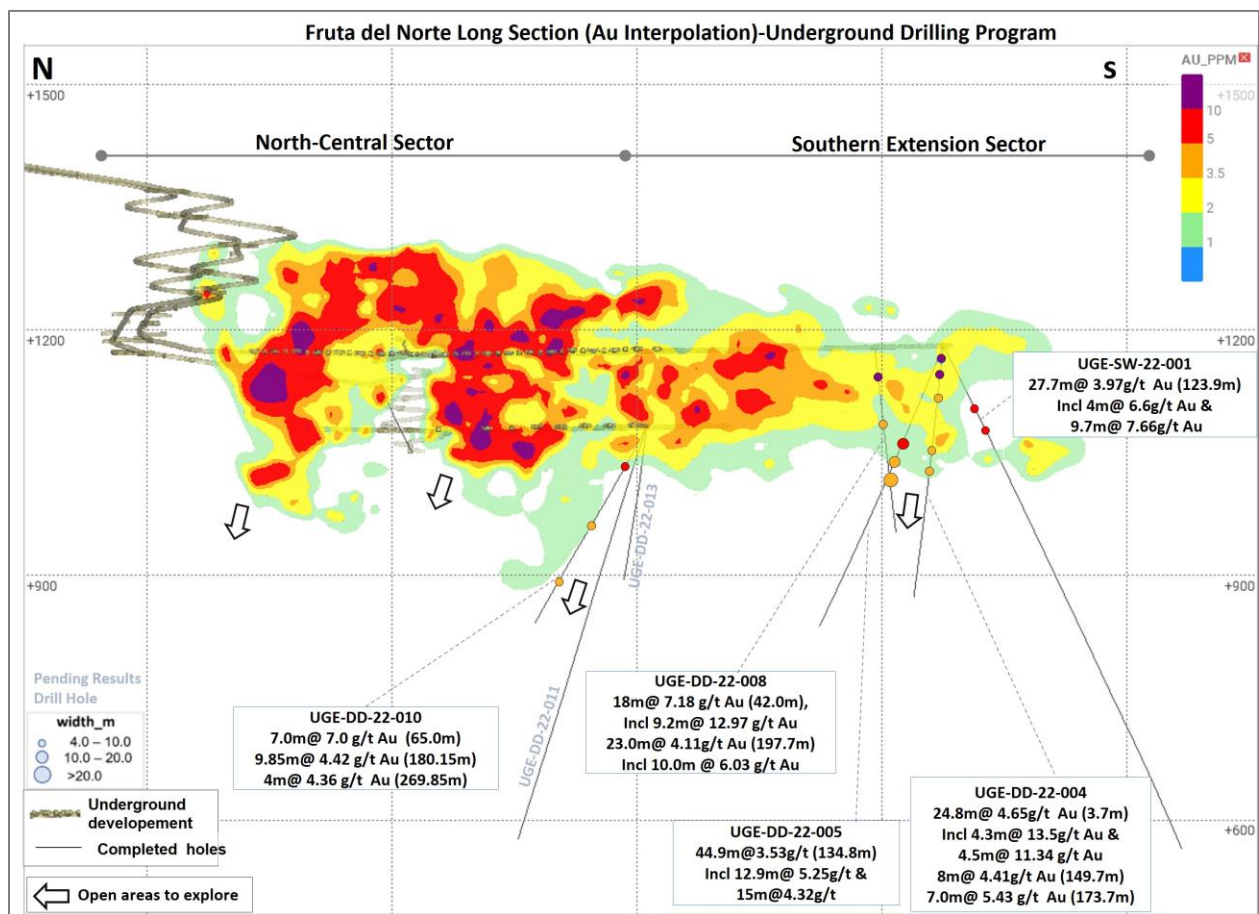 Fruta del Norte Long Section (Au Interpolation)-Underground Drilling Program
N
S
AU_PPM
+1500
+1500
10
5
3.5
2
1
North-Central Sector
Southern Extension Sector
+1200
+1200
UGE-SW-22-001
27.7m@ 3.97g/t Au (123.9m)
Incl 4m@ 6.6g/t Au &
9.7m@ 7.66g/t Au
UGE-DD-22-013
+900
+900
UGE-DD-22-011
Pending Results
Drill Hole
width_m
4.0 – 10.0
10.0 – 20.0
>20.0
Underground
developement
Completed holes
Open areas to explore
UGE-DD-22-010
7.0m@ 7.0 g/t Au (65.0m)
9.85m@ 4.42 g/t Au (180.15m)
4m@ 4.36 g/t Au (269.85m)
UGE-DD-22-008
18m@ 7.18 g/t Au (42.0m),
Incl 9.2m@ 12.97 g/t Au
23.0m@ 4.11g/t Au (197.7m)
Incl 10.0m @ 6.03 g/t Au
UGE-DD-22-005
44.9m@3.53g/t (134.8m)
Incl 12.9m@ 5.25g/t &
15m@4.32g/t
UGE-DD-22-004
24.8m@ 4.65g/t Au (3.7m)
Incl 4.3m@ 13.5g/t Au &
4.5m@ 11.34 g/t Au
8m@ 4.41g/t Au (149.7m)
7.0m@ 5.43 g/t Au (173.7m)
+600